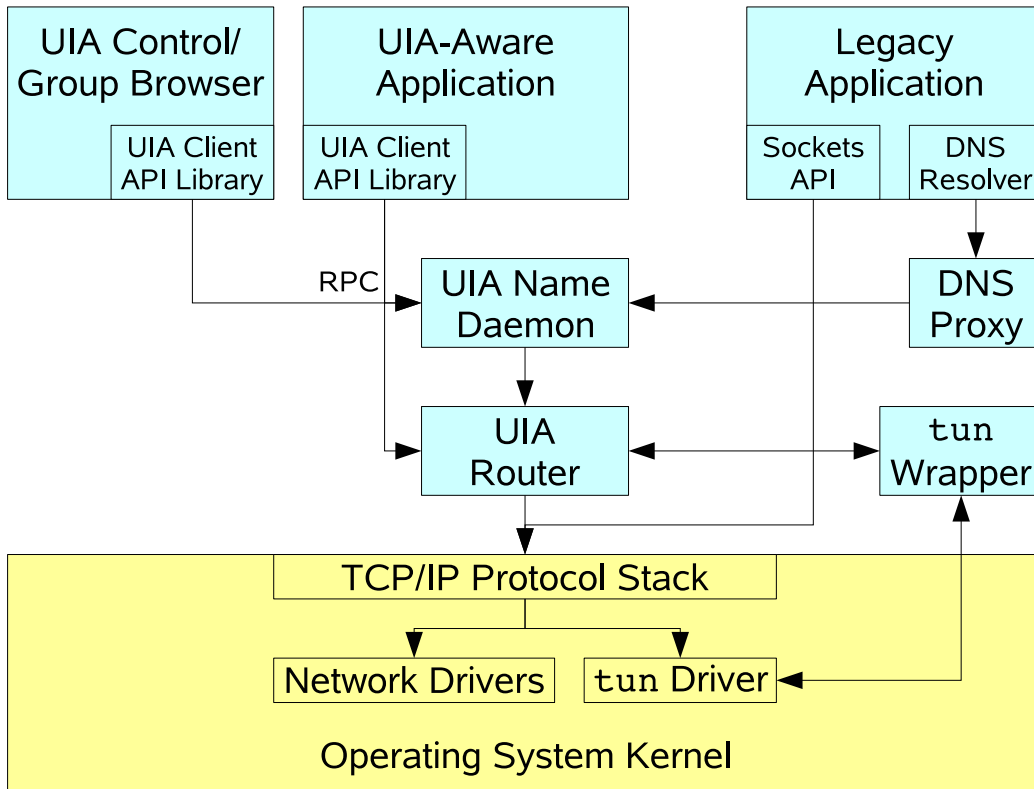 UIA Control/
Group Browser
UIA Client
API Library
UIA-Aware
Application
UIA Client
API Library
Legacy
Application
Sockets
API
DNS
Resolver
RPC
UIA Name
Daemon
DNS
Proxy
UIA
Router
tun
Wrapper
TCP/IP Protocol Stack
Network Drivers
tun Driver
Operating System Kernel